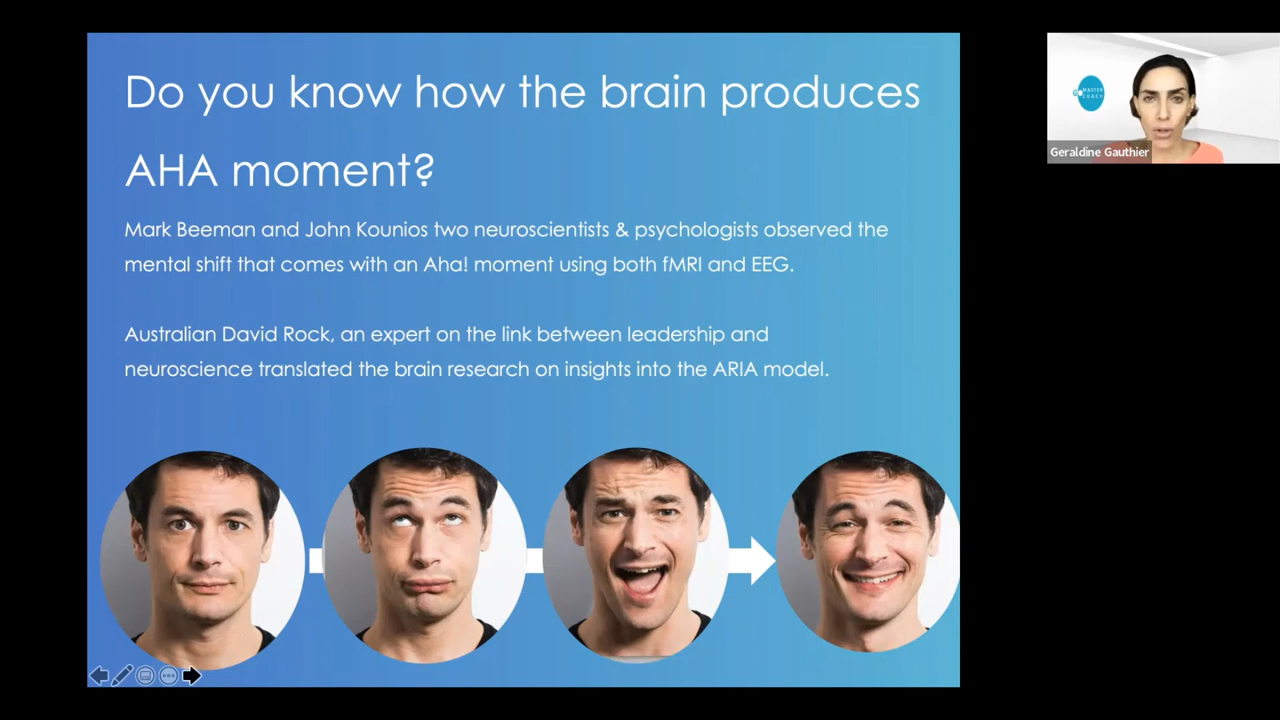 Do you know how the brain produces
AHA moment?
Mark Beeman and John Kounios two neuroscientists & psychologists observed the
mental shift that comes with an Aha! moment using both fMRI and EEG.
Australian David Rock, an expert on the link between leadership and
neuroscience translated the brain research on insights into the ARIA model.
MASTER
COACH
Geraldine Gauthier